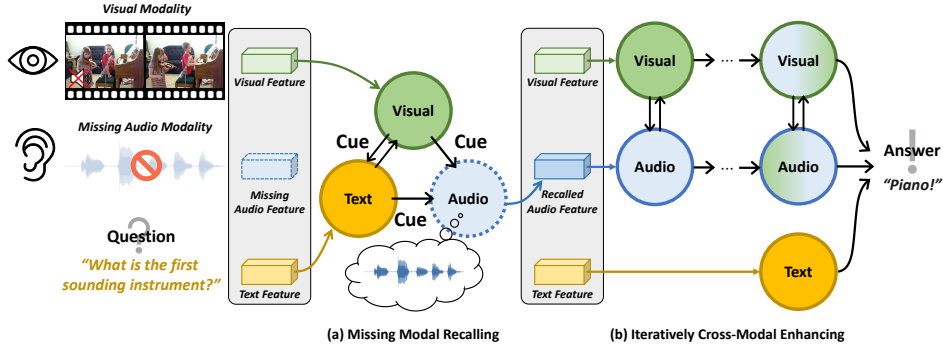 Visual Modality
Missing Audio Modality
?
Question
“What is the first
sounding instrument?”
Visual Feature
Missing
Audio Feature
Text Feature
Visual
Cue
Cue
Text
Audio
Cue
(a) Missing Modal Recalling
Visual Feature
Recalled
Audio Feature
Text Feature
Visual
...
Visual
Audio
...
Audio
Text
!
Answer
“Piano!”
(b) Iteratively Cross-Modal Enhancing